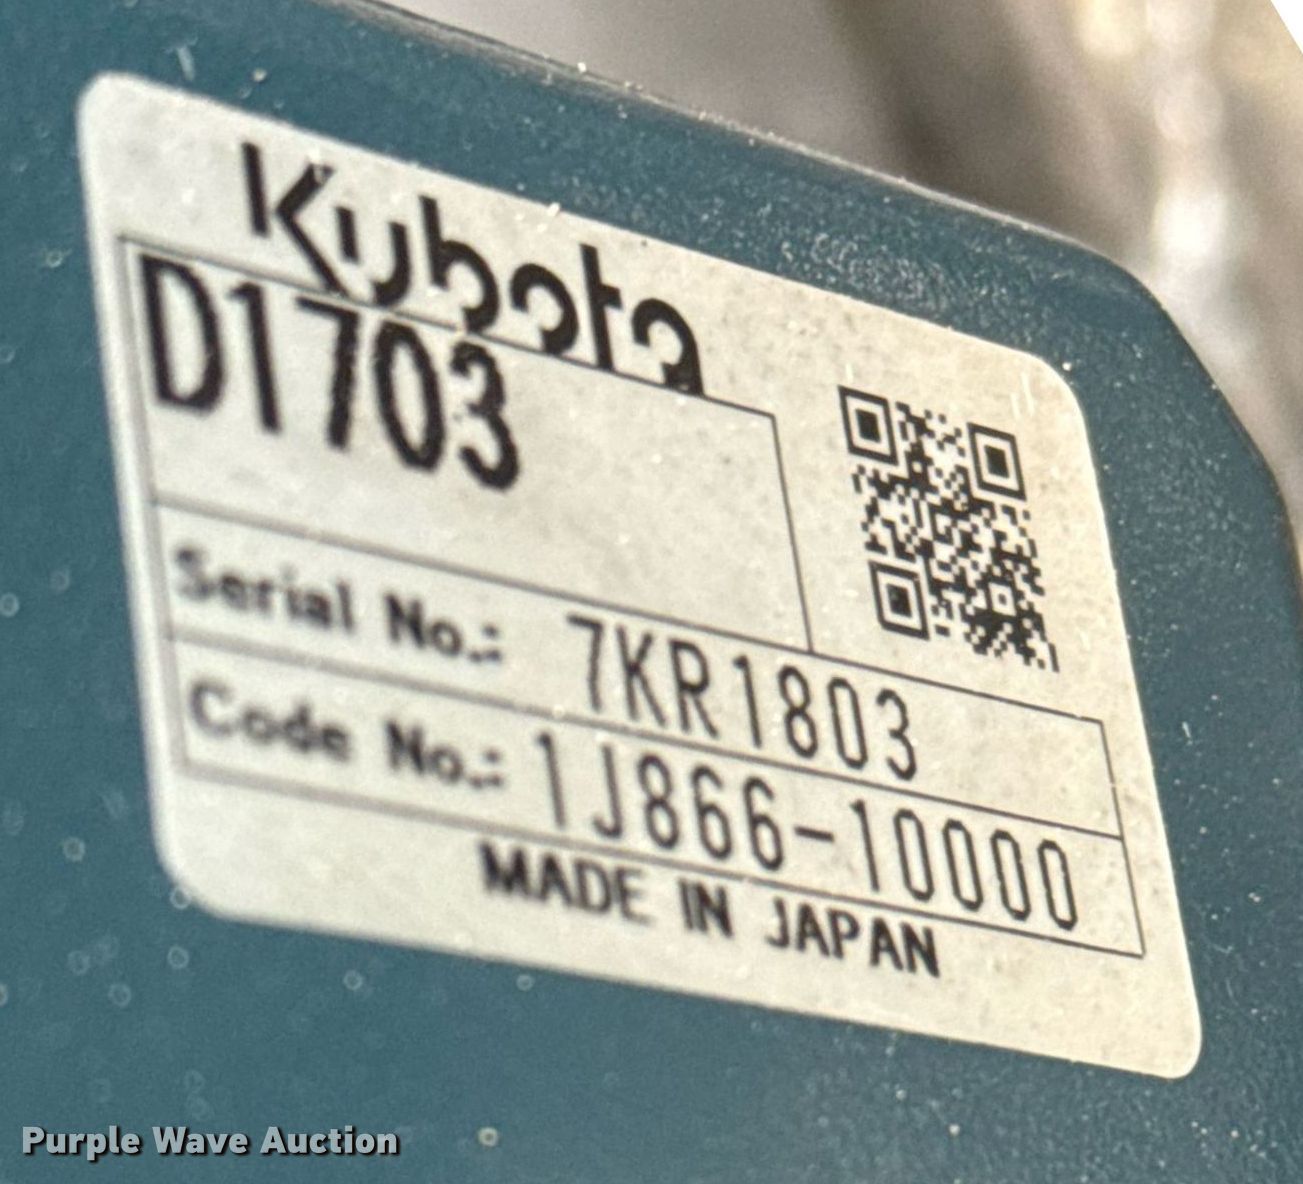 Kubota
D1703
Serial No.: 7KR1803
Code No.: 1J866-10000
MADE IN JAPAN
Purple Wave Auction